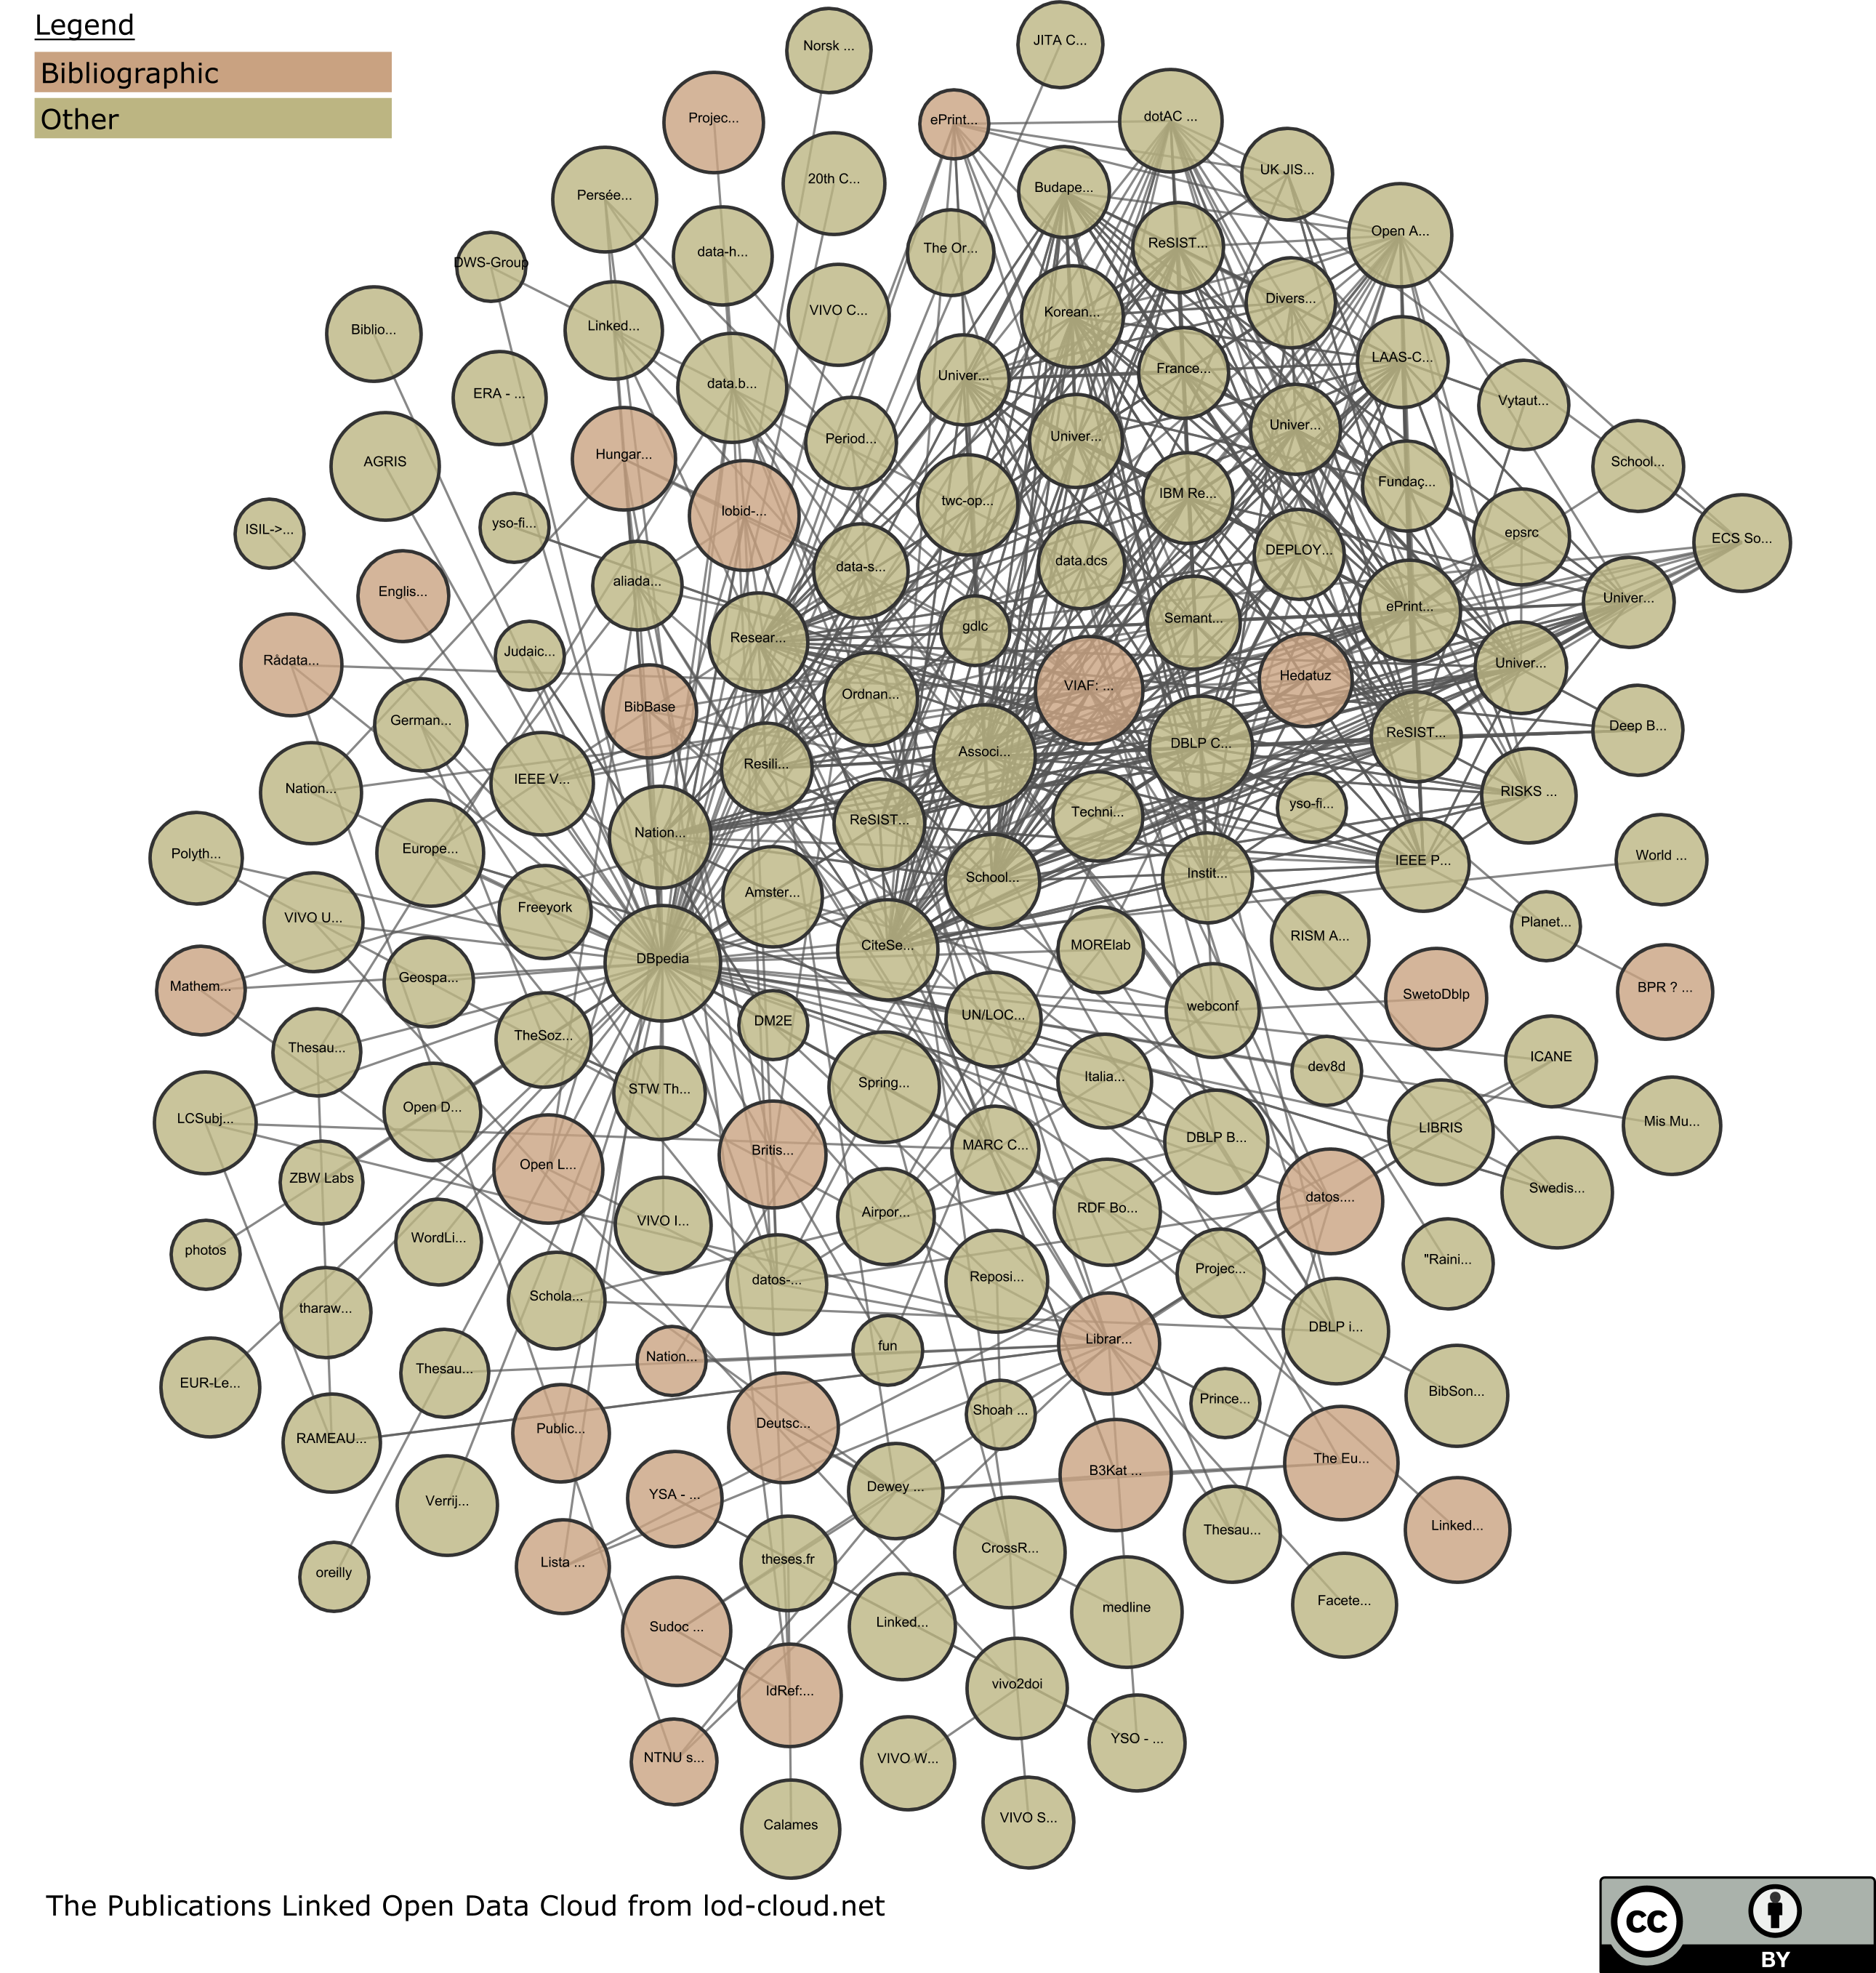 Legend
Bibliographic
Other
Norsk ...
JITA C...
Projec...
ePrint...
dotAC ...
UK JIS...
20th C...
Persée...
Budape...
Open A...
data-h...
The Or...
ReSIST...
DWS-Group
Biblio...
Linked...
VIVO C...
Korean...
Divers...
LAAS-C...
ERA - ...
data.b...
Univer...
France...
Vytaut...
AGRIS
Hungar...
Period...
Univer...
Univer...
School...
ISIL->...
yso-fi...
lobid-...
twc-op...
IBM Re...
Fundaç...
epsrc
ECS So...
Englis...
aliada...
data-s...
data.dcs
DEPLOY...
ePrint...
Univer...
Rådata...
Judaic...
Resear...
gdlc
Semant...
Univer...
German...
BibBase
Ordnan...
VIAF: ...
Hedatuz
Deep B...
Nation...
IEEE V...
Resili...
Associ...
DBLP C...
ReSIST...
RISKS ...
Polyth...
Europe...
Nation...
ReSIST...
Techni...
yso-fi...
IEEE P...
World ...
VIVO U...
Freeyork
Amster...
School...
Instit...
Planet...
Mathem...
Geospa...
DBpedia
CiteSe...
MORElab
RISM A...
SwetoDblp
BPR ? ...
Thesau...
TheSoz...
DM2E
UN/LOC...
webconf
ICANE
LCSubj...
Open D...
STW Th...
Spring...
Italia...
dev8d
LIBRIS
Mis Mu...
ZBW Labs
Open L...
Britis...
MARC C...
DBLP B...
datos....
Swedis...
photos
WordLi...
VIVO I...
Airpor...
RDF Bo...
"Raini...
tharaw...
Schola...
datos-...
Reposi...
Projec...
DBLP i...
EUR-Le...
Thesau...
Nation...
fun
Librar...
BibSon...
RAMEAU...
Public...
Deutsc...
Shoah ...
Prince...
The Eu...
Verrij...
YSA - ...
Dewey ...
B3Kat ...
Thesau...
Linked...
oreilly
Lista ...
theses.fr
CrossR...
medline
Facete...
Sudoc ...
Linked...
IdRef:...
vivo2doi
YSO - ...
NTNU s...
VIVO W...
Calames
VIVO S...
The Publications Linked Open Data Cloud from lod-cloud.net
cc
BY